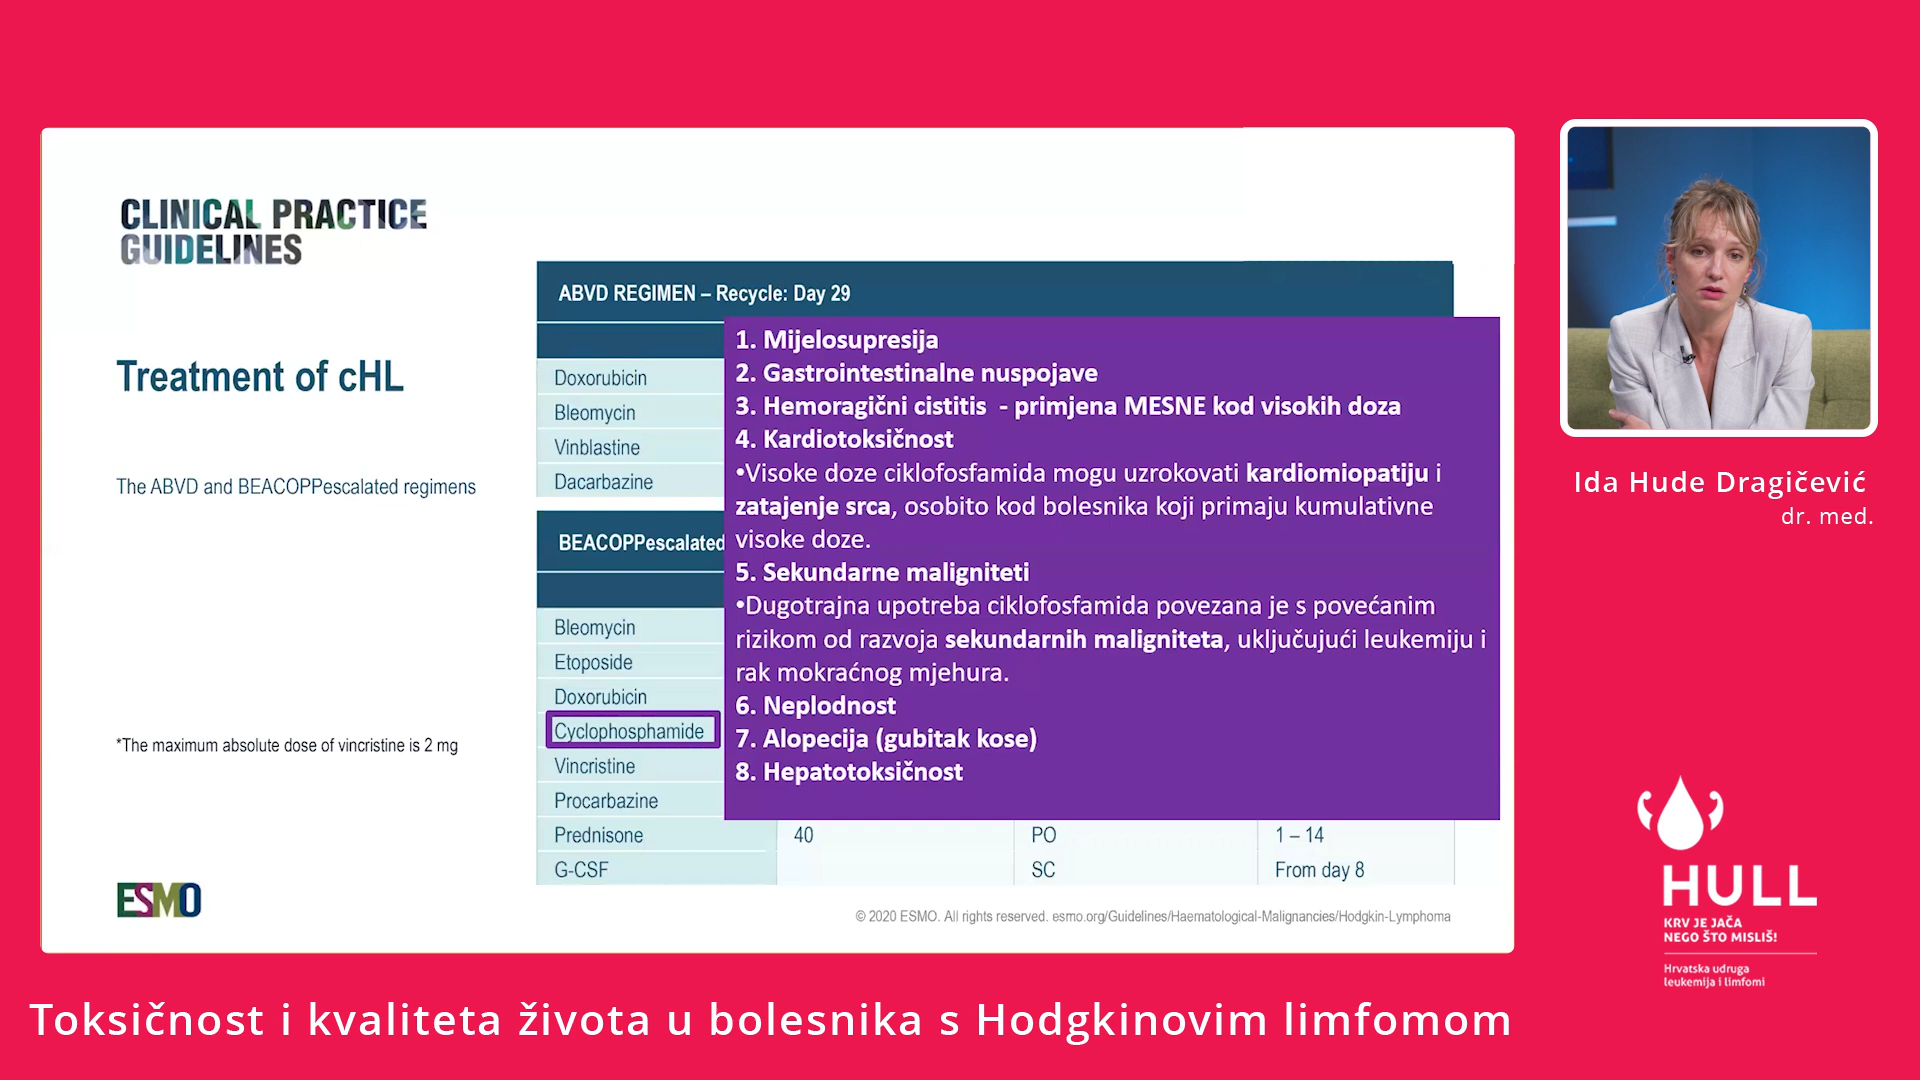 CLINICAL PRACTICE
GUIDELINES
Treatment of cHL
The ABVD and BEACOPPescalated regimens
*The maximum absolute dose of vincristine is 2 mg
ESMO
ABVD REGIMEN – Recycle: Day 29
Doxorubicin
Bleomycin
Vinblastine
Dacarbazine
BEACOPPescalated
Bleomycin
Etoposide
Doxorubicin
Cyclophosphamide
Vincristine
Procarbazine
Prednisone 40 PO 1 – 14
G-CSF SC From day 8
1. Mijelosupresija
2. Gastrointestinalne nuspojave
3. Hemoragični cistitis - primjena MESNE kod visokih doza
4. Kardiotoksičnost
•Visoke doze ciklofosfamida mogu uzrokovati kardiomiopatiju i
zatajenje srca, osobito kod bolesnika koji primaju kumulativne
visoke doze.
5. Sekundarne maligniteti
•Dugotrajna upotreba ciklofosfamida povezana je s povećanim
rizikom od razvoja sekundarnih maligniteta, uključujući leukemiju i
rak mokraćnog mjehura.
6. Neplodnost
7. Alopecija (gubitak kose)
8. Hepatotoksičnost
© 2020 ESMO. All rights reserved. esmo.org/Guidelines/Haematological-Malignancies/Hodgkin-Lymphoma
Ida Hude Dragičević
dr. med.
HULL
KRV JE JAČA
NEGO ŠTO MISLIŠ!
Hrvatska udruga
leukemija i limfomi
Toksičnost i kvaliteta života u bolesnika s Hodgkinovim limfomom